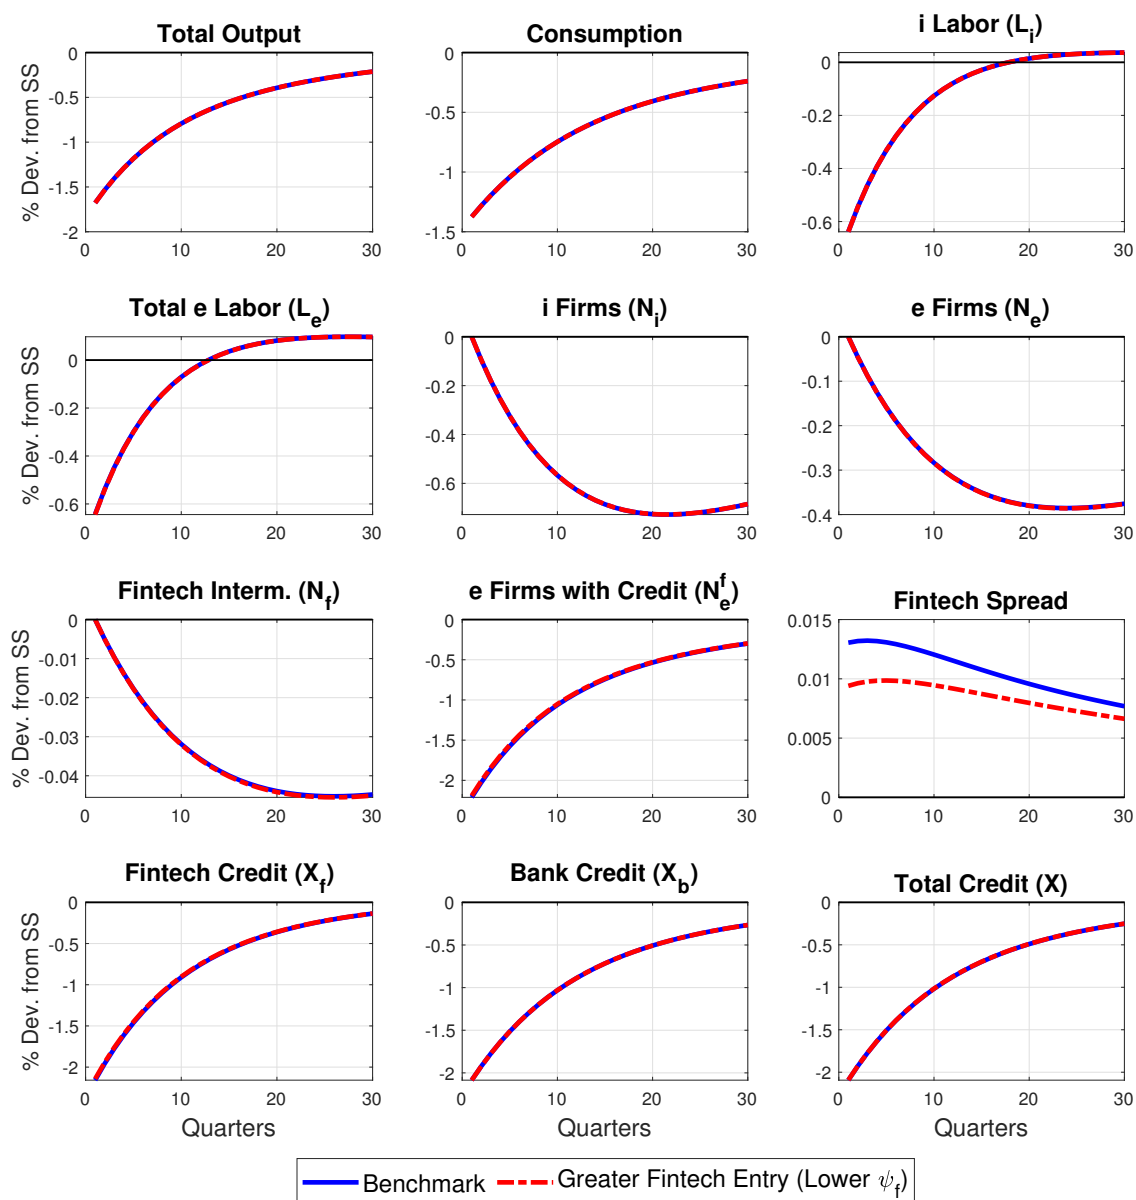 Total Output
Consumption
i Labor (L_i)
% Dev. from SS
0
-0.5
-1
-1.5
-2
0 10 20 30
0
-0.5
-1
-1.5
0 10 20 30
0
-0.2
-0.4
-0.6
0 10 20 30
Total e Labor (L_e)
i Firms (N_i)
e Firms (N_e)
% Dev. from SS
0
-0.2
-0.4
-0.6
0 10 20 30
0
-0.2
-0.4
-0.6
0 10 20 30
0
-0.1
-0.2
-0.3
-0.4
0 10 20 30
Fintech Interm. (N_f)
e Firms with Credit (N_e^f)
Fintech Spread
% Dev. from SS
0
-0.01
-0.02
-0.03
-0.04
0 10 20 30
0
-0.5
-1
-1.5
-2
0 10 20 30
0.015
0.01
0.005
0
0 10 20 30
Fintech Credit (X_f)
Bank Credit (X_b)
Total Credit (X)
% Dev. from SS
0
-0.5
-1
-1.5
-2
0 10 20 30
Quarters
0
-0.5
-1
-1.5
-2
0 10 20 30
Quarters
0
-0.5
-1
-1.5
-2
0 10 20 30
Quarters
Benchmark
Greater Fintech Entry (Lower ψ_f)